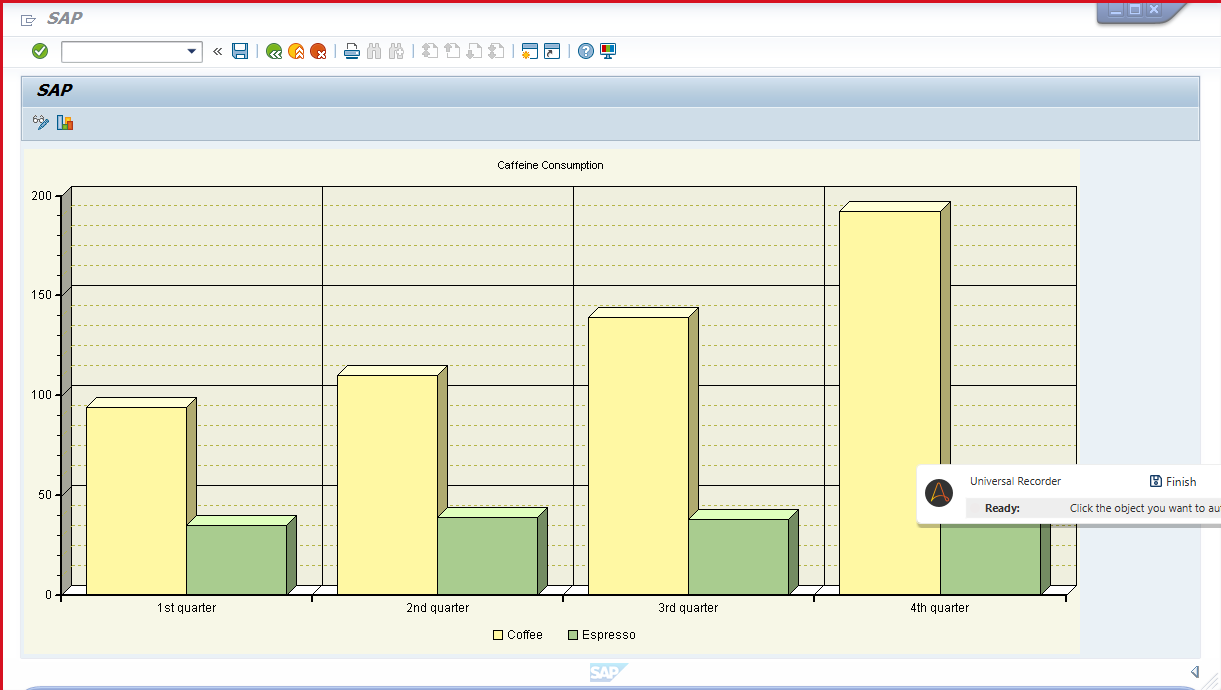 SAP
SAP
Caffeine Consumption
200
150
100
50
0
1st quarter
2nd quarter
3rd quarter
4th quarter
Coffee
Espresso
Universal Recorder
Finish
Ready:
Click the object you want to au
SAP